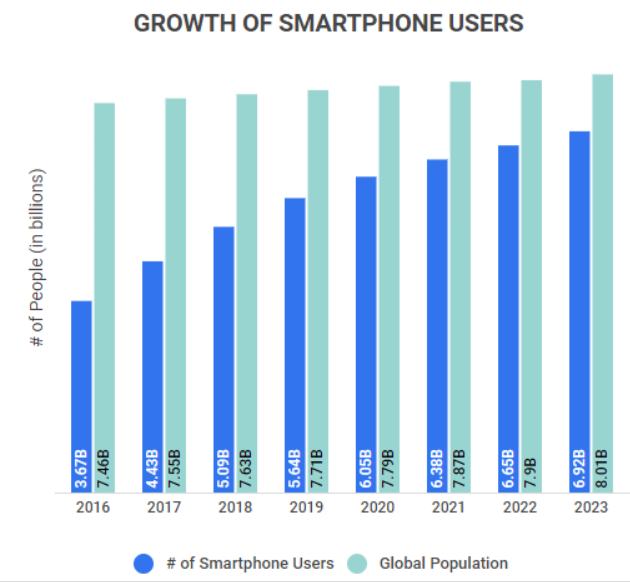 GROWTH OF SMARTPHONE USERS
# of People (in billions)
3.67B
7.46B
4.43B
7.55B
5.09B
7.63B
5.64B
7.71B
6.05B
7.79B
6.38B
7.87B
6.65B
7.9B
6.92B
8.01B
2016 2017 2018 2019 2020 2021 2022 2023
# of Smartphone Users Global Population